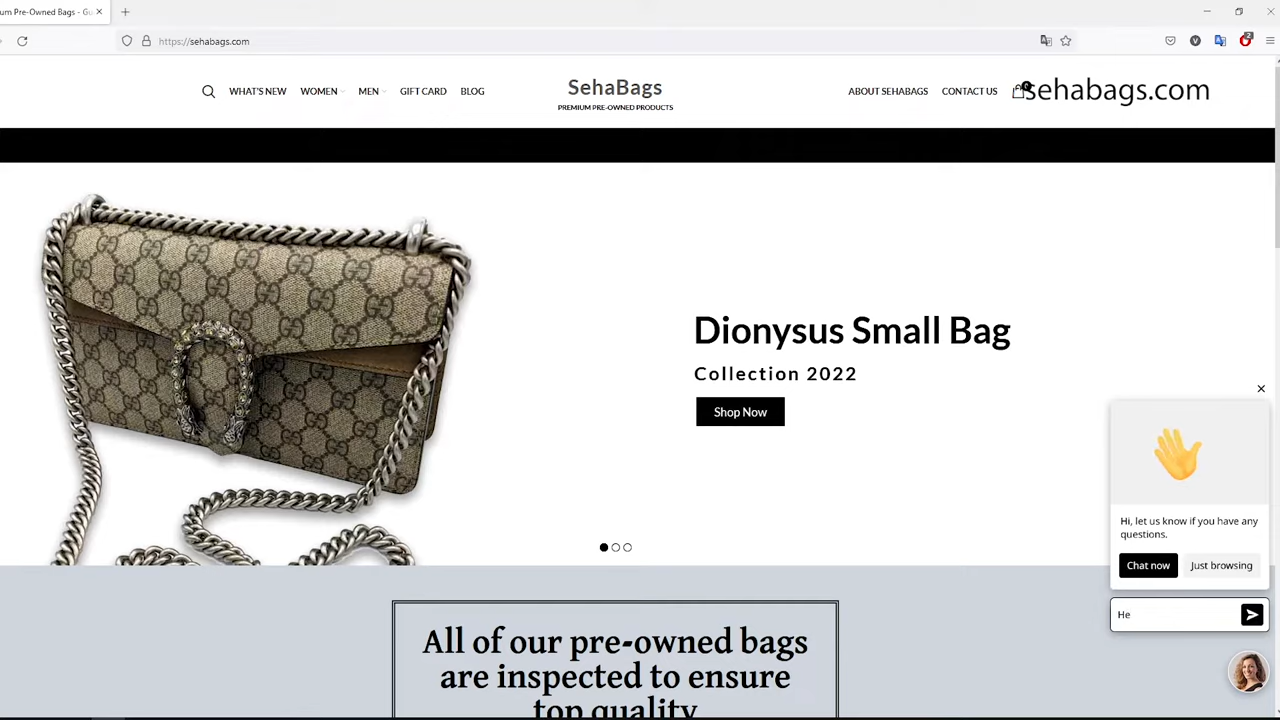 um Pre-Owned Bags - Gu
https://sehabags.com
2
WHAT'S NEW WOMEN MEN GIFT CARD BLOG
SehaBags
PREMIUM PRE-OWNED PRODUCTS
ABOUT SEHABAGS CONTACT US
sehabags.com
Dionysus Small Bag
Collection 2022
Shop Now
Hi, let us know if you have any
questions.
Chat now Just browsing
He
All of our pre-owned bags
are inspected to ensure
top quality.